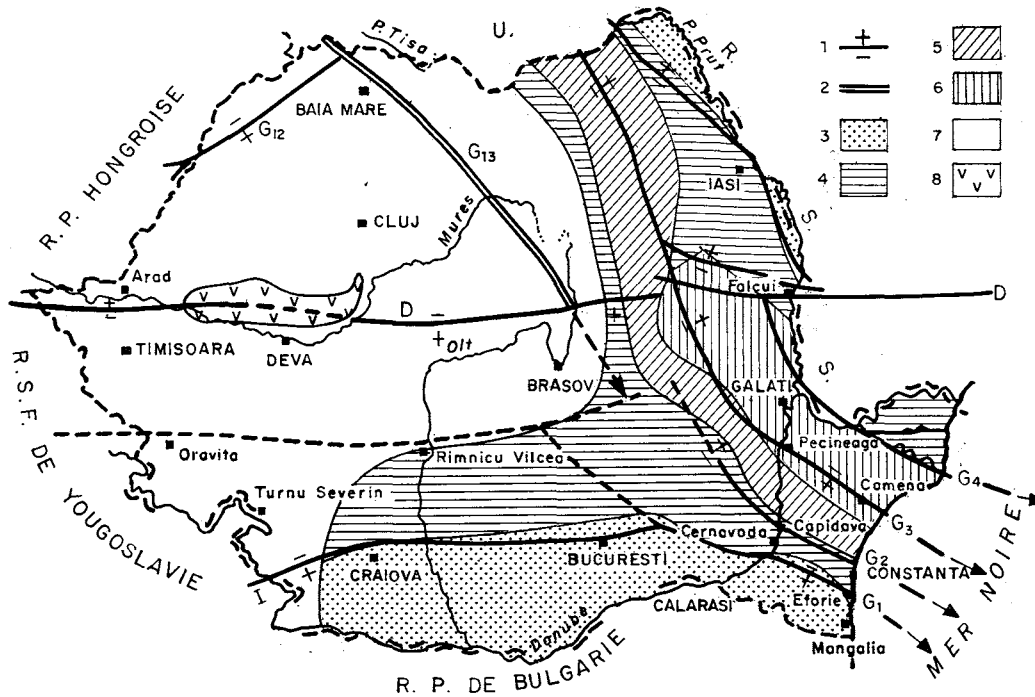 U.
R.
S.
S.
P. Tisa
P. Prut
R. P. HONGROISE
BAIA MARE
G12
G13
IASI
CLUJ
Mures
Arad
D
D
Falçui
TIMISOARA
DEVA
Olt
BRASOV
GALATI
R. S. F. DE YOUGOSLAVIE
Oravita
Rimnicu Vilcea
Pecineaga
Camena
G4
Turnu Severin
G3
Cernavoda
Capidava
G2
CONSTANTA
I
CRAIOVA
BUCURESTI
CALARASI
Eforie
G1
Danube
Mangalia
MER NOIRE
R. P. DE BULGARIE
1 + −
2
3
4
5
6
7
8 v v v